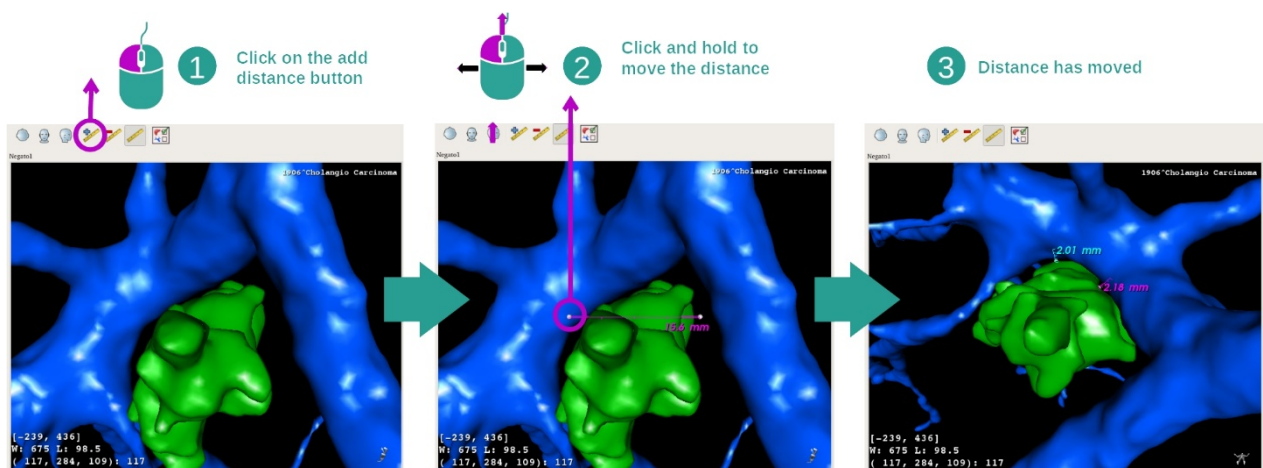 1
Click on the add
distance button
2
Click and hold to
move the distance
3
Distance has moved
Negato1
1906^Cholangio Carcinoma
[-239, 436]
W: 675 L: 98.5
( 117, 284, 109): 117
Negato1
1906^Cholangio Carcinoma
15.6 mm
[-239, 436]
W: 675 L: 98.5
( 117, 284, 109): 117
Negato1
1906^Cholangio Carcinoma
2.01 mm
2.18 mm
[-239, 436]
W: 675 L: 98.5
( 117, 284, 109): 117